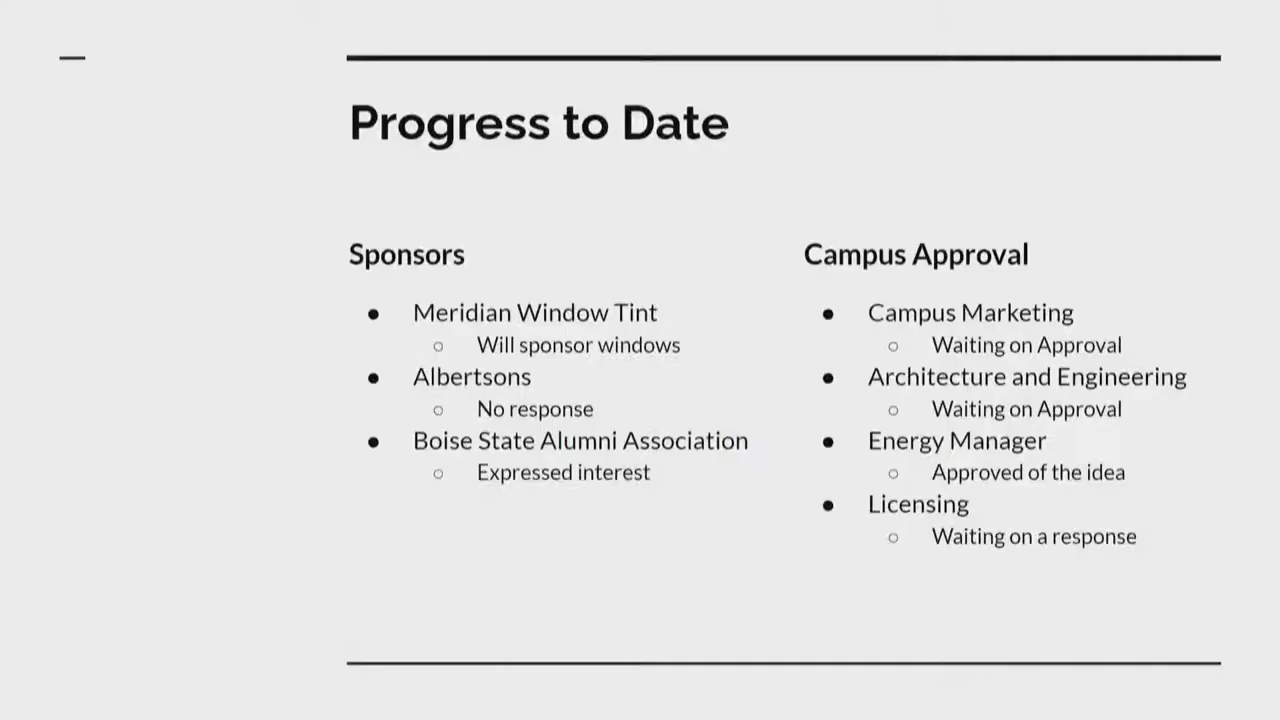 Progress to Date
Sponsors
● Meridian Window Tint
○ Will sponsor windows
● Albertsons
○ No response
● Boise State Alumni Association
○ Expressed interest
Campus Approval
● Campus Marketing
○ Waiting on Approval
● Architecture and Engineering
○ Waiting on Approval
● Energy Manager
○ Approved of the idea
● Licensing
○ Waiting on a response